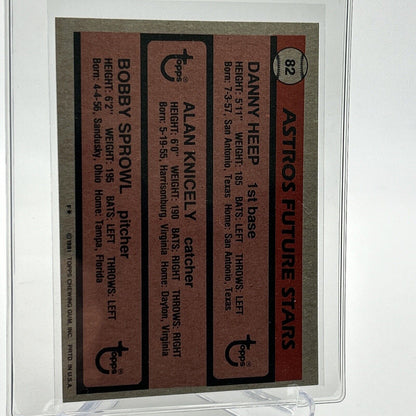 82
ASTROS FUTURE STARS
DANNY HEEP 1st base
HEIGHT: 5'11" WEIGHT: 185 BATS: LEFT THROWS: LEFT
Born: 7-3-57, San Antonio, Texas Home: San Antonio, Texas
Topps
ALAN KNICELY catcher
HEIGHT: 6'0" WEIGHT: 190 BATS: RIGHT THROWS: RIGHT
Born: 5-19-55, Harrisonburg, Virginia Home: Dayton, Virginia
Topps
BOBBY SPROWL pitcher
HEIGHT: 6'2" WEIGHT: 195 BATS: LEFT THROWS: LEFT
Born: 4-4-56, Sandusky, Ohio Home: Tampa, Florida
Topps
F* © 1981 TOPPS CHEWING GUM, INC. PRTD. IN U.S.A.